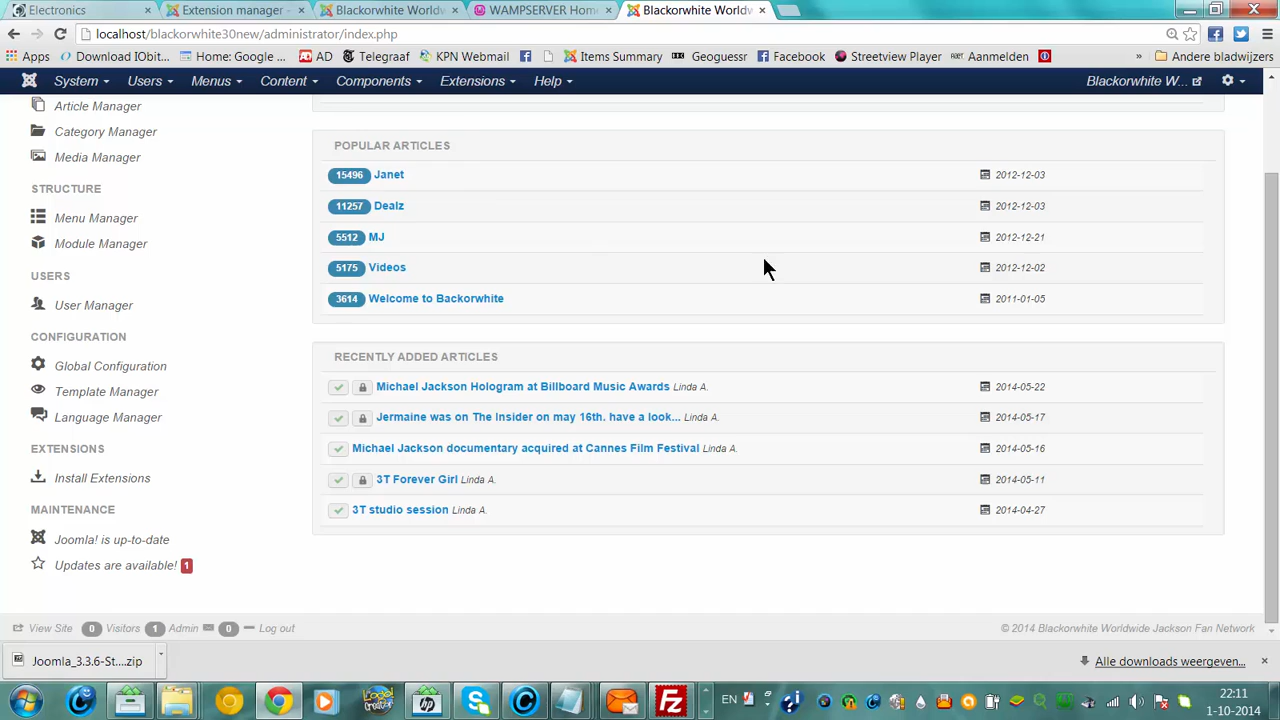 Electronics
Extension manager -
Blackorwhite Worldw
WAMPSERVER Home
Blackorwhite Worldw
localhost/blackorwhite30new/administrator/index.php
Apps Downloads IObit... Home: Google... AD Telegraaf KPN Webmail Items Summary Geoguessr Facebook Streetview Player Aanmelden » Andere bladwijzers
System Users Menus Content Components Extensions Help Blackorwhite W...
Article Manager
Category Manager
Media Manager
STRUCTURE
Menu Manager
Module Manager
USERS
User Manager
CONFIGURATION
Global Configuration
Template Manager
Language Manager
EXTENSIONS
Install Extensions
MAINTENANCE
Joomla! is up-to-date
Updates are available! 1
POPULAR ARTICLES
15496 Janet 2012-12-03
11257 Dealz 2012-12-03
5512 MJ 2012-12-21
5175 Videos 2012-12-02
3614 Welcome to Backorwhite 2011-01-05
RECENTLY ADDED ARTICLES
Michael Jackson Hologram at Billboard Music Awards Linda A. 2014-05-22
Jermaine was on The Insider on may 16th. have a look... Linda A. 2014-05-17
Michael Jackson documentary acquired at Cannes Film Festival Linda A. 2014-05-16
3T Forever Girl Linda A. 2014-05-11
3T studio session Linda A. 2014-04-27
View Site 0 Visitors 1 Admin 0 Log out © 2014 Blackorwhite Worldwide Jackson Fan Network
Joomla_3.3.6-St....zip Alle downloads weergeven...
EN 22:11
1-10-2014